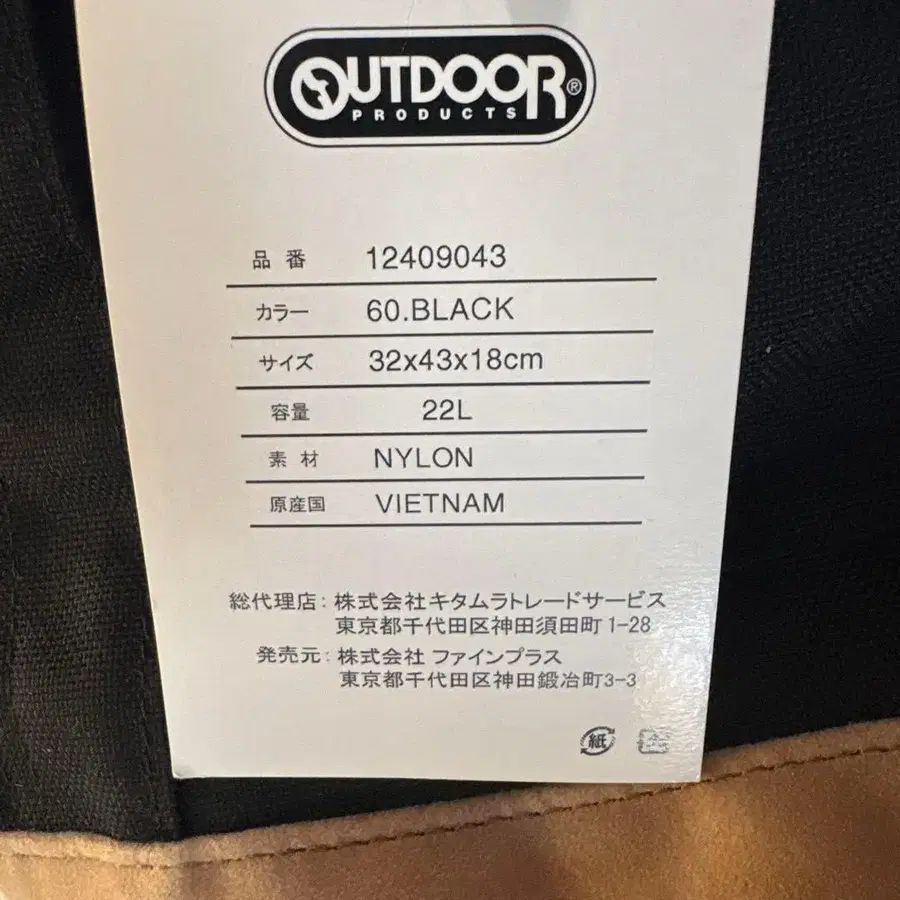 OUTDOOR®
PRODUCTS
品番 12409043
カラー 60.BLACK
サイズ 32x43x18cm
容量 22L
素材 NYLON
原産国 VIETNAM
総代理店：株式会社キタムラトレードサービス
東京都千代田区神田須田町1-28
発売元：株式会社 ファインプラス
東京都千代田区神田鍛冶町3-3
紙